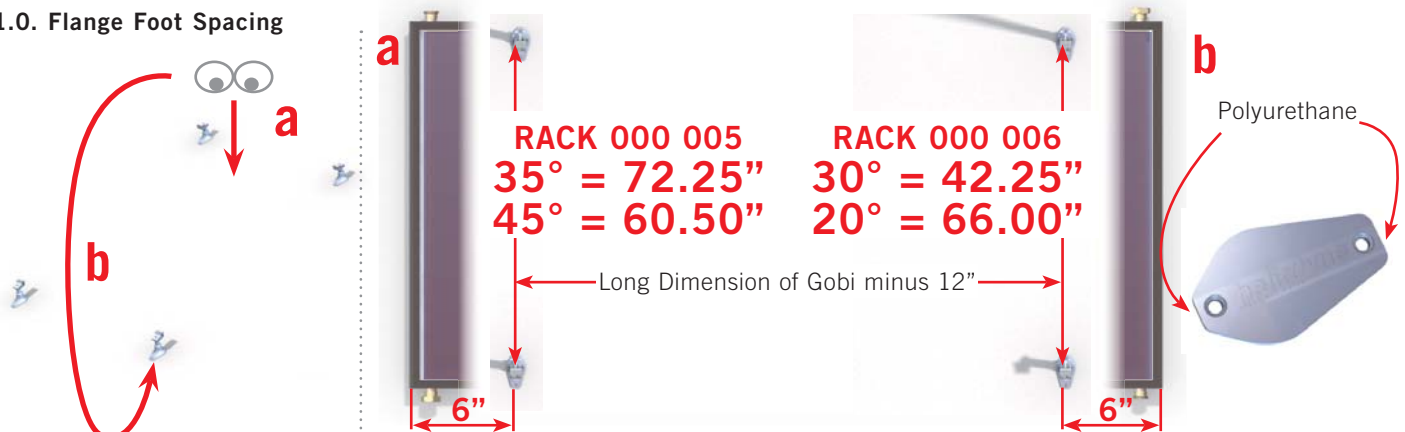 1.0. Flange Foot Spacing
a
b
a
b
RACK 000 005
35° = 72.25”
45° = 60.50”
RACK 000 006
30° = 42.25”
20° = 66.00”
Long Dimension of Gobi minus 12”
6”
6”
Polyurethane
heliodyne